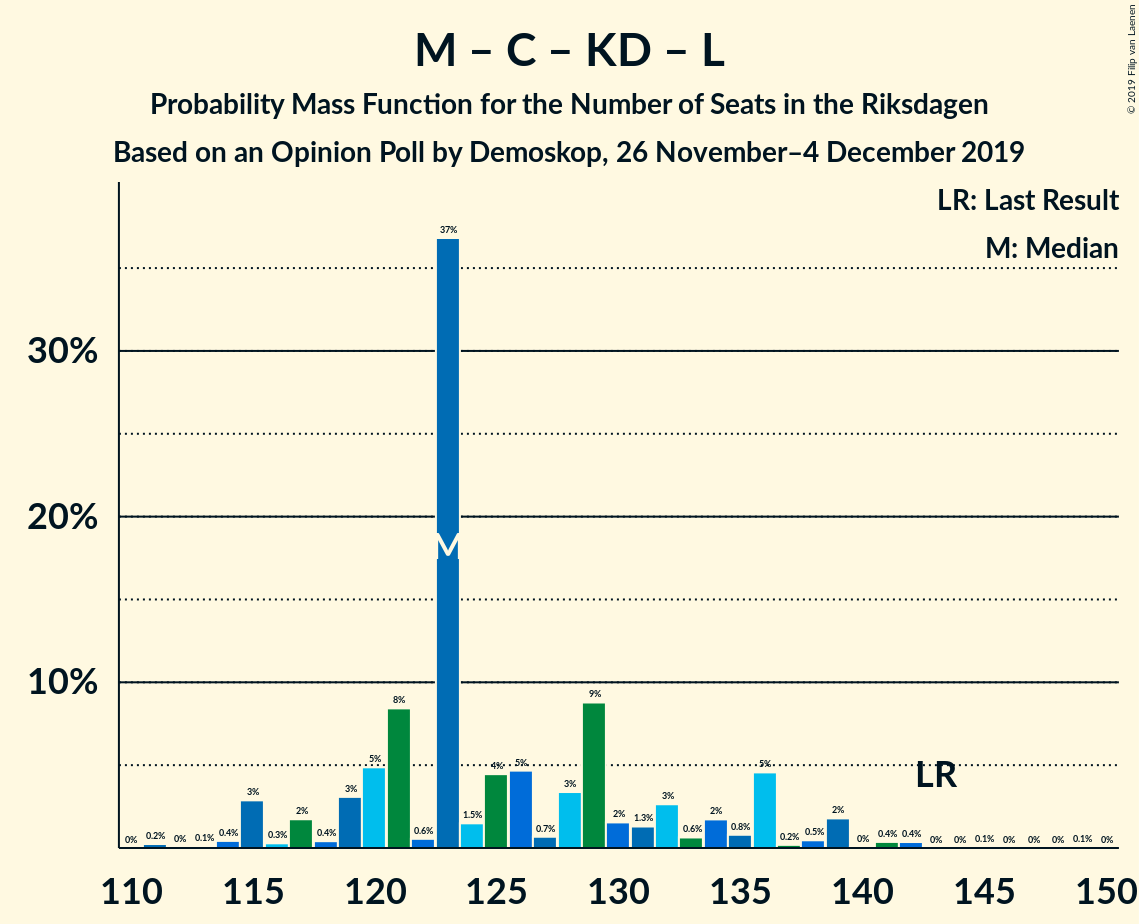 M – C – KD – L
Probability Mass Function for the Number of Seats in the Riksdagen
Based on an Opinion Poll by Demoskop, 26 November–4 December 2019
© 2019 Filip van Laenen
LR: Last Result
M: Median
30%
20%
10%
0% 0.2% 0% 0.1% 0.4% 3% 0.3% 2% 0.4% 3% 5% 8% 0.6% 37% 1.5% 4% 5% 0.7% 3% 9% 2% 1.3% 3% 0.6% 2% 0.8% 5% 0.2% 0.5% 2% 0% 0.4% 0.4% 0% 0% 0.1% 0% 0% 0% 0.1% 0%
M
LR
110 115 120 125 130 135 140 145 150